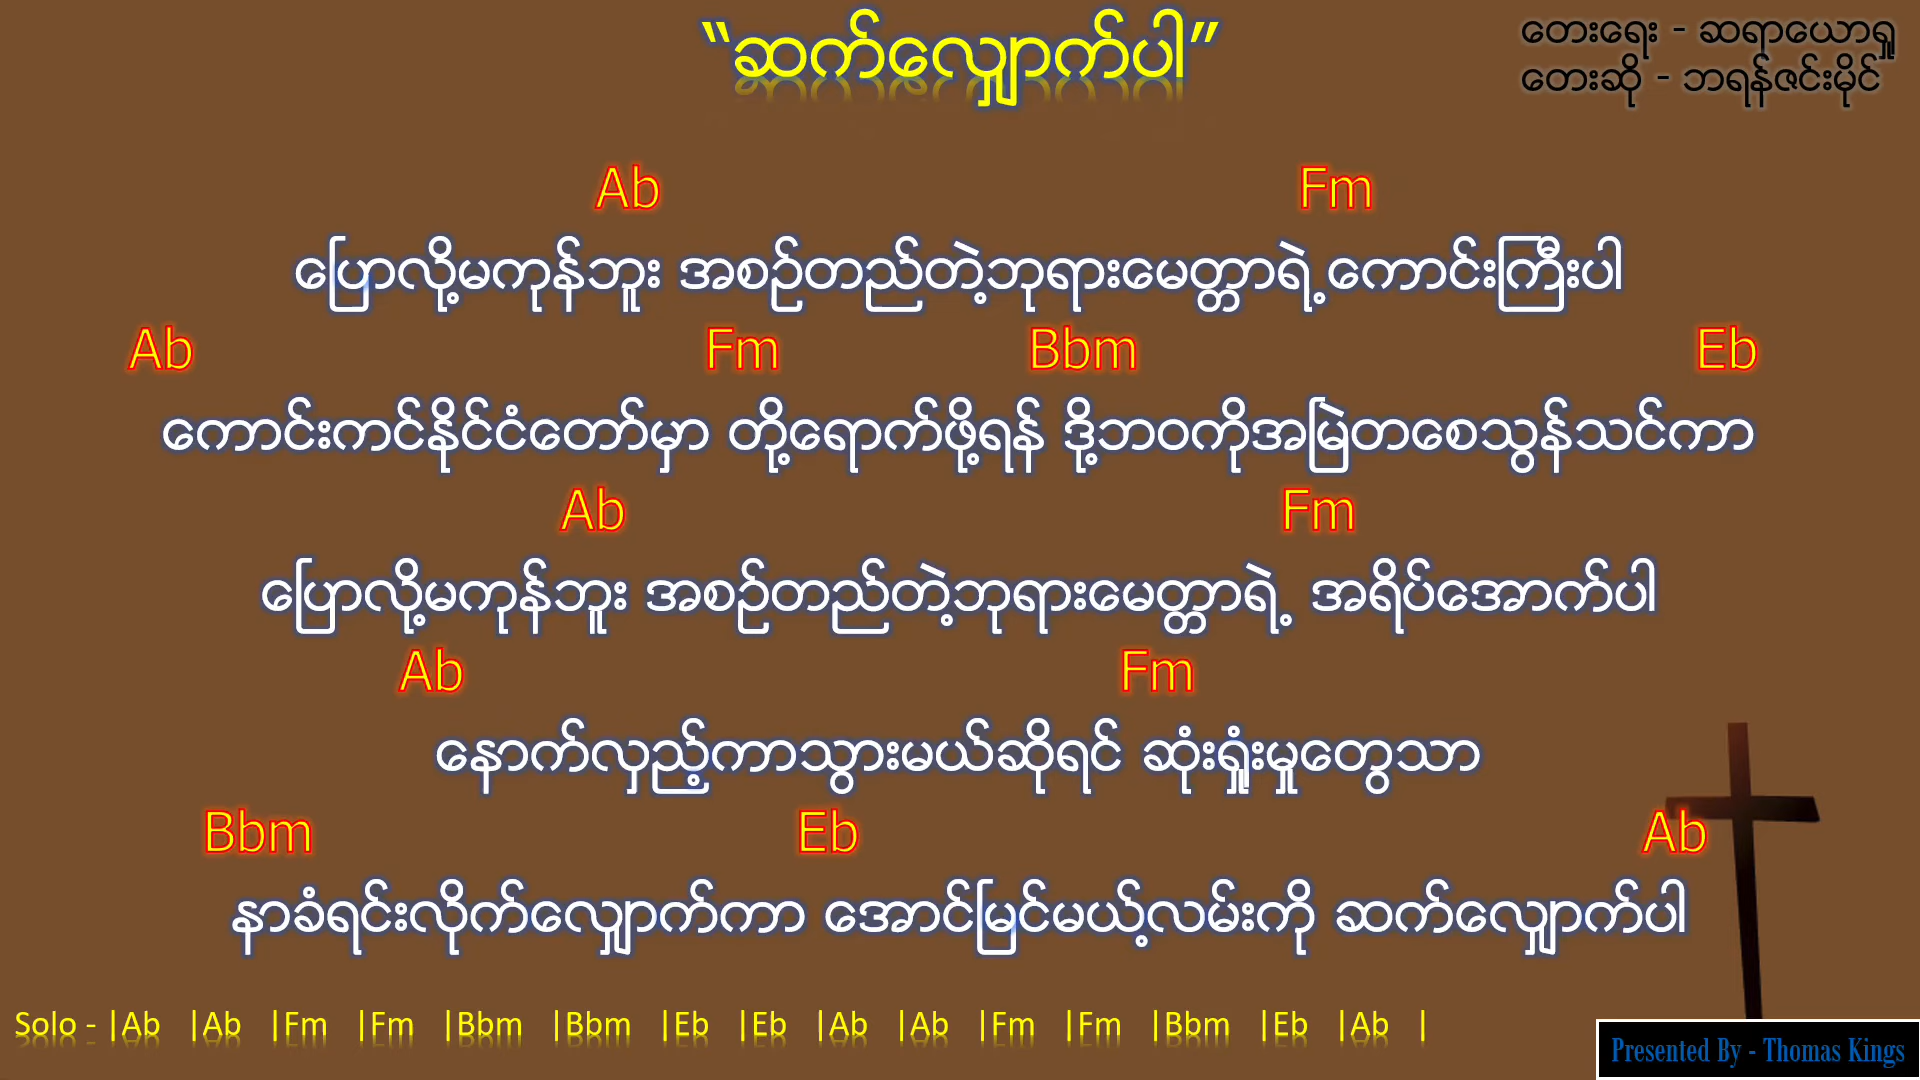 “ဆက်လျှောက်ပါ”
တေးရေး - ဆရာယောရှု
တေးဆို - ဘရန်ဇင်းမိုင်
Ab Fm
ပြောလို့မကုန်ဘူး အစဉ်တည်တဲ့ဘုရားမေတ္တာရဲ့ကောင်းကြီးပါ
Ab Fm Bbm Eb
ကောင်းကင်နိုင်ငံတော်မှာ တို့ရောက်ဖို့ရန် ဒို့ဘဝကိုအမြဲတစေသွန်သင်ကာ
Ab Fm
ပြောလို့မကုန်ဘူး အစဉ်တည်တဲ့ဘုရားမေတ္တာရဲ့ အရိပ်အောက်ပါ
Ab Fm
နောက်လှည့်ကာသွားမယ်ဆိုရင် ဆုံးရှုံးမှုတွေသာ
Bbm Eb Ab
နာခံရင်းလိုက်လျှောက်ကာ အောင်မြင်မယ့်လမ်းကို ဆက်လျှောက်ပါ
Solo - |Ab |Ab |Fm |Fm |Bbm |Bbm |Eb |Eb |Ab |Ab |Fm |Fm |Bbm |Eb |Ab |
Presented By - Thomas Kings